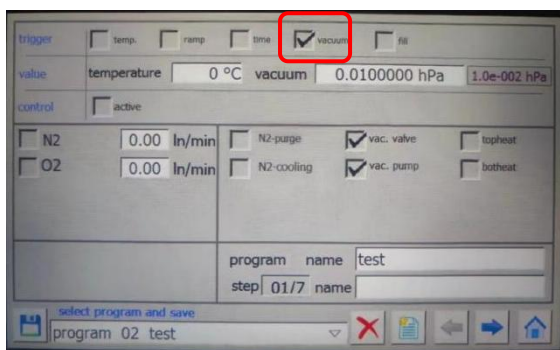 trigger temp. ramp time vacuum fill
value temperature 0 °C vacuum 0.0100000 hPa 1.0e-002 hPa
control active
N2 0.00 ln/min N2-purge vac. valve topheat
O2 0.00 ln/min N2-cooling vac. pump botheat
program name test
step 01/7 name
select program and save
program 02 test